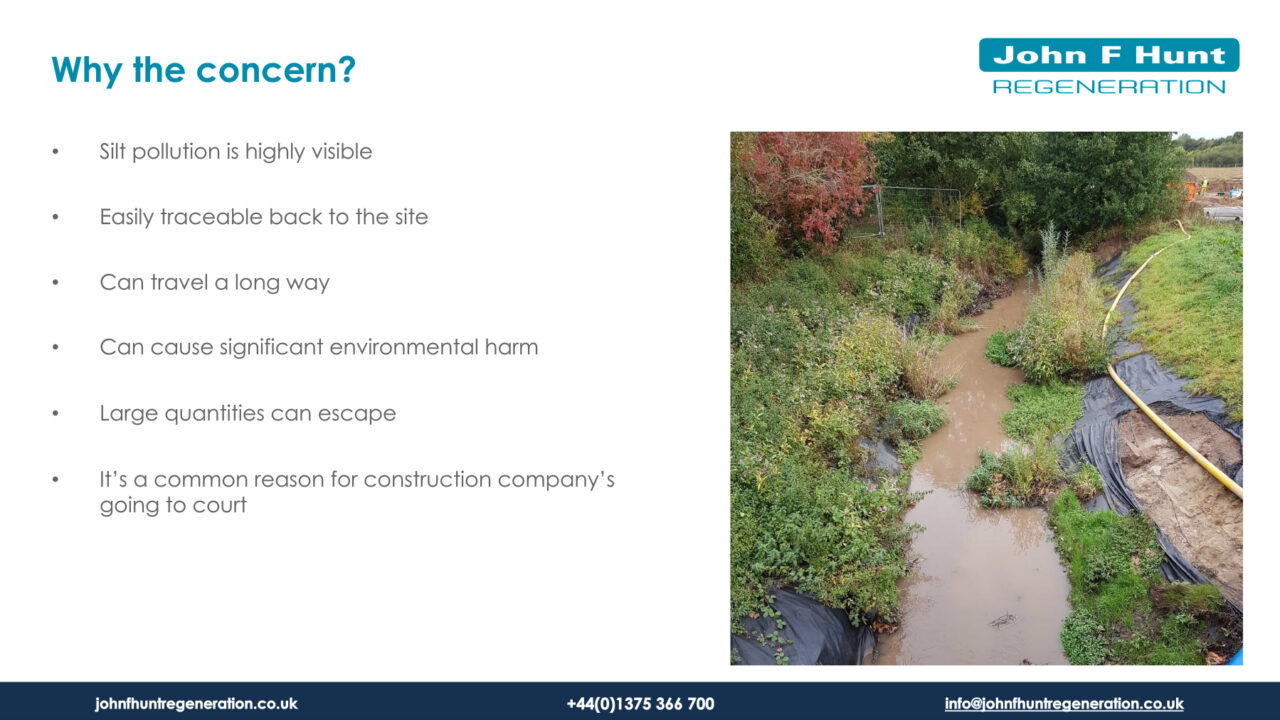 Why the concern?
John F Hunt
REGENERATION
• Silt pollution is highly visible
• Easily traceable back to the site
• Can travel a long way
• Can cause significant environmental harm
• Large quantities can escape
• It’s a common reason for construction company’s
going to court
johnfhuntregeneration.co.uk
+44(0)1375 366 700
info@johnfhuntregeneration.co.uk